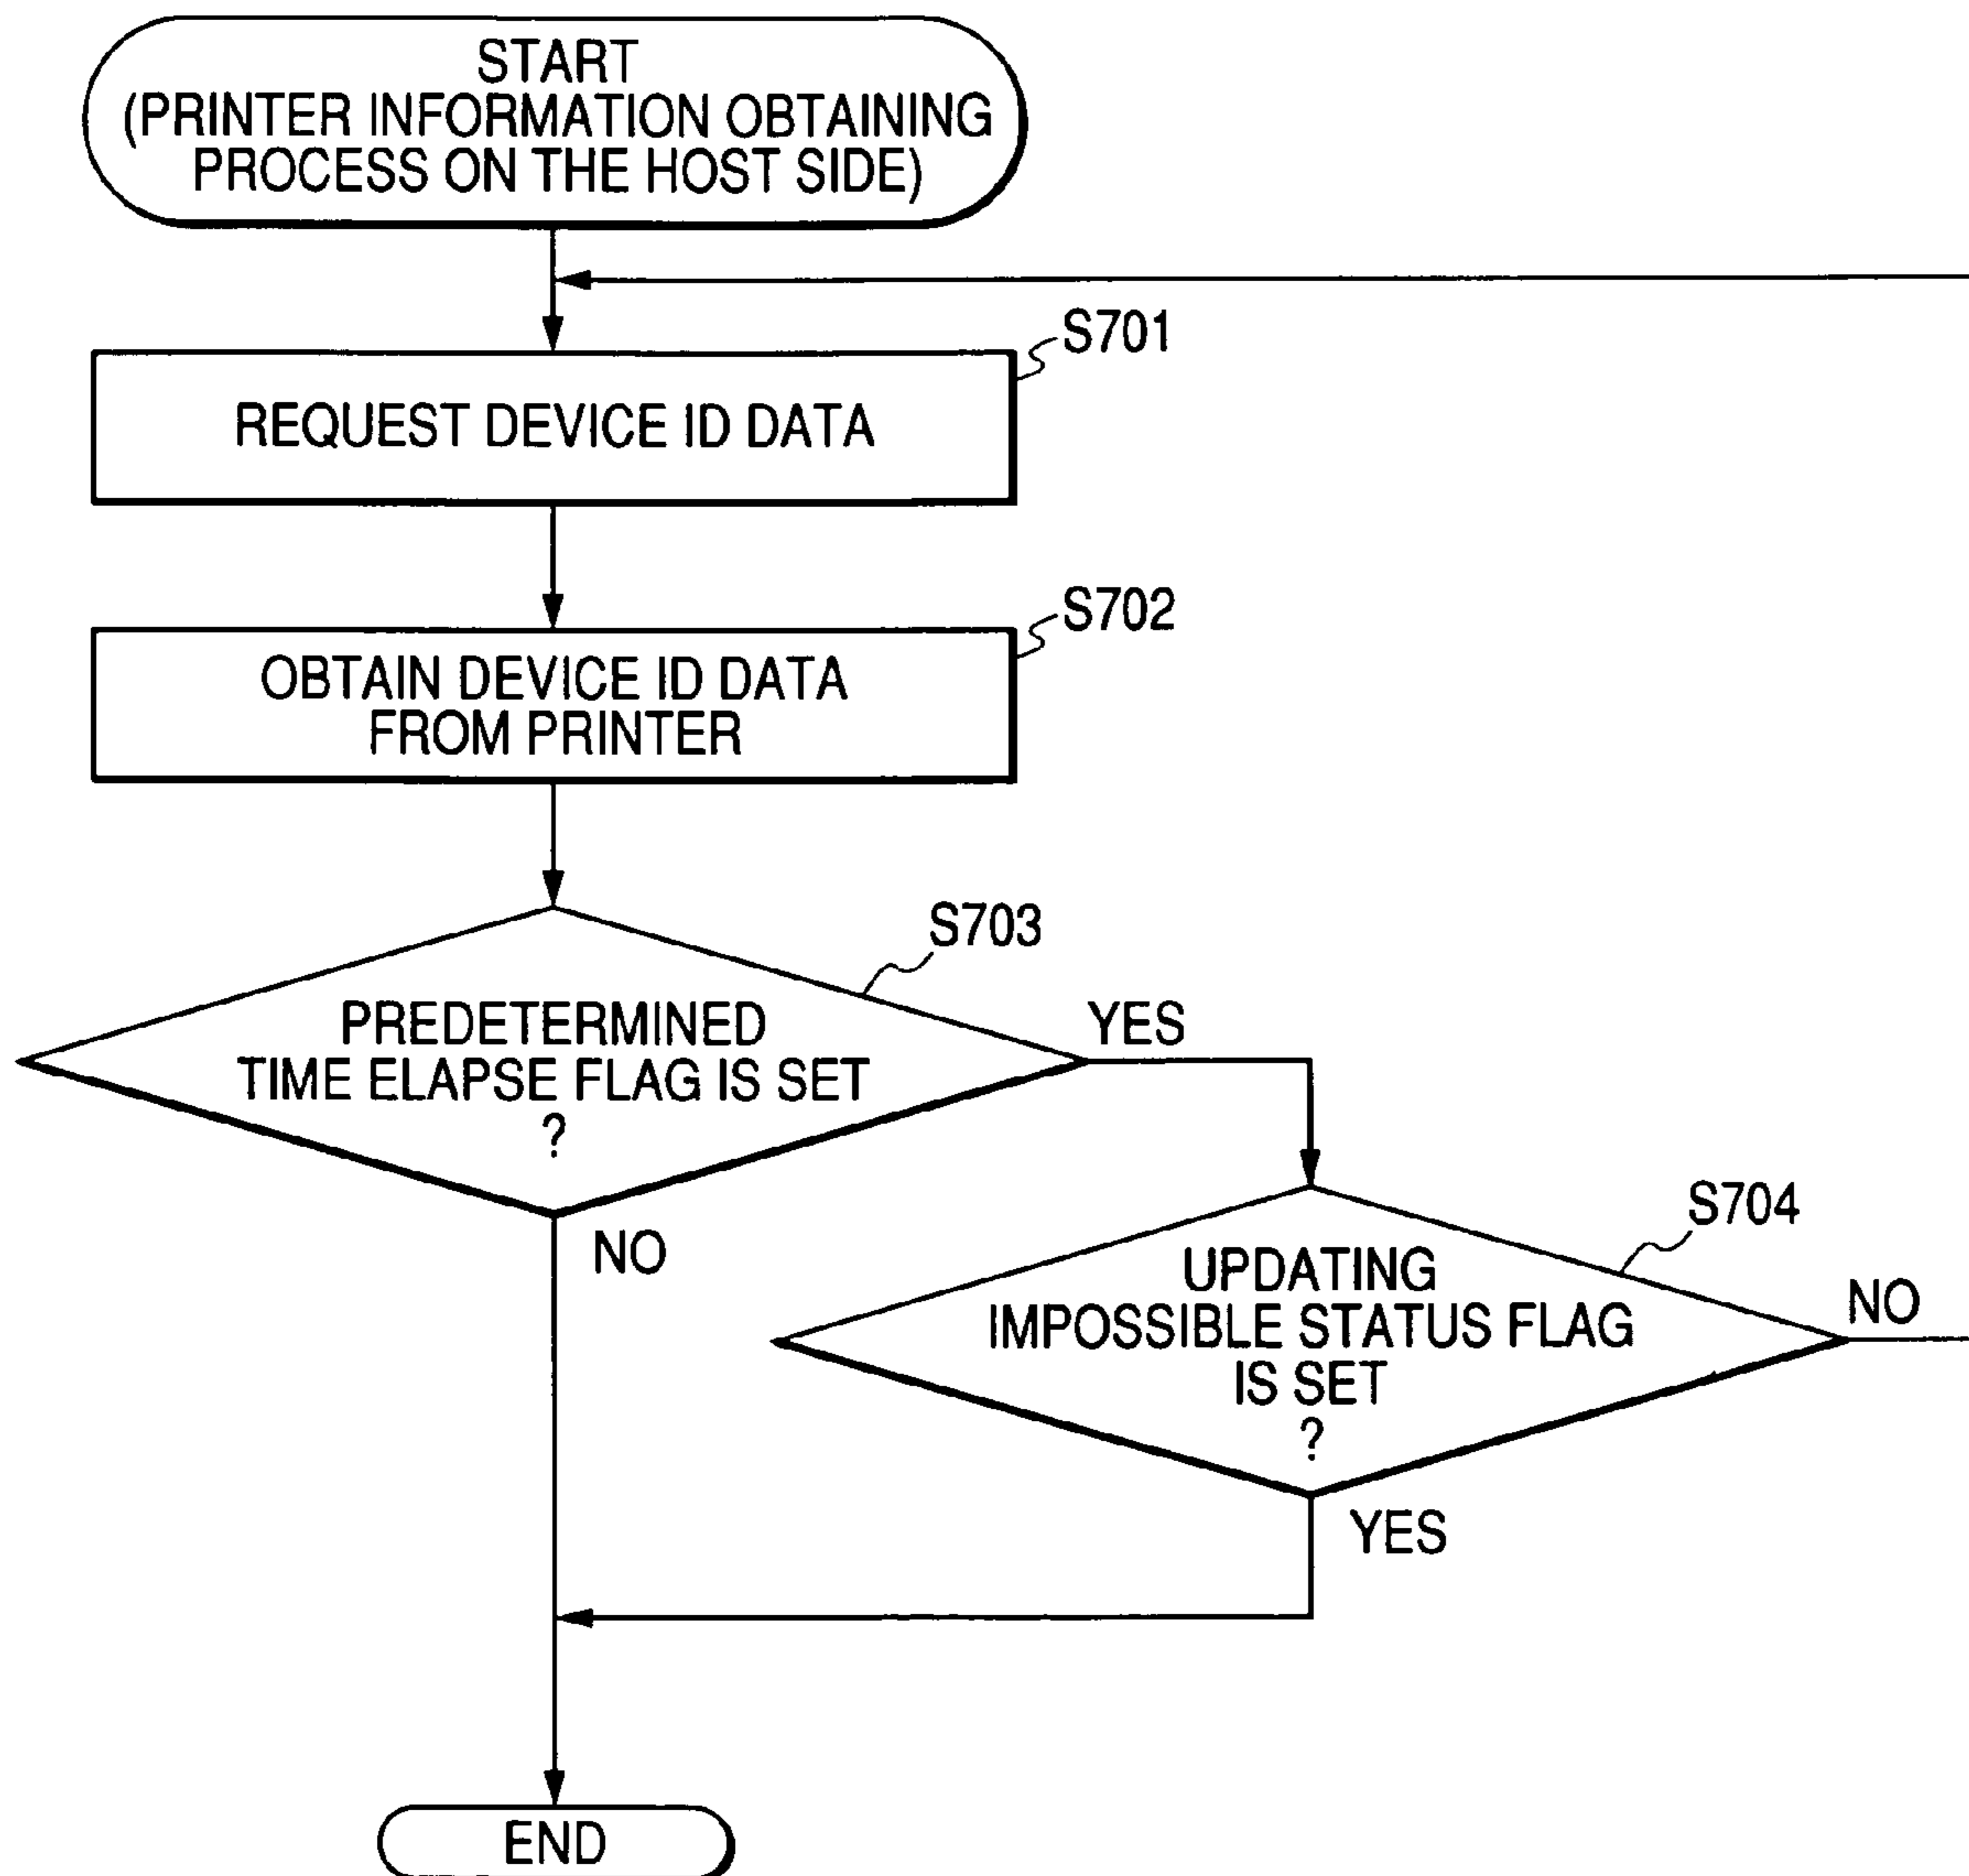 START
(PRINTER INFORMATION OBTAINING
PROCESS ON THE HOST SIDE)
S701
REQUEST DEVICE ID DATA
S702
OBTAIN DEVICE ID DATA
FROM PRINTER
S703
PREDETERMINED
TIME ELAPSE FLAG IS SET
?
YES
NO
S704
UPDATING
IMPOSSIBLE STATUS FLAG
IS SET
?
NO
YES
END